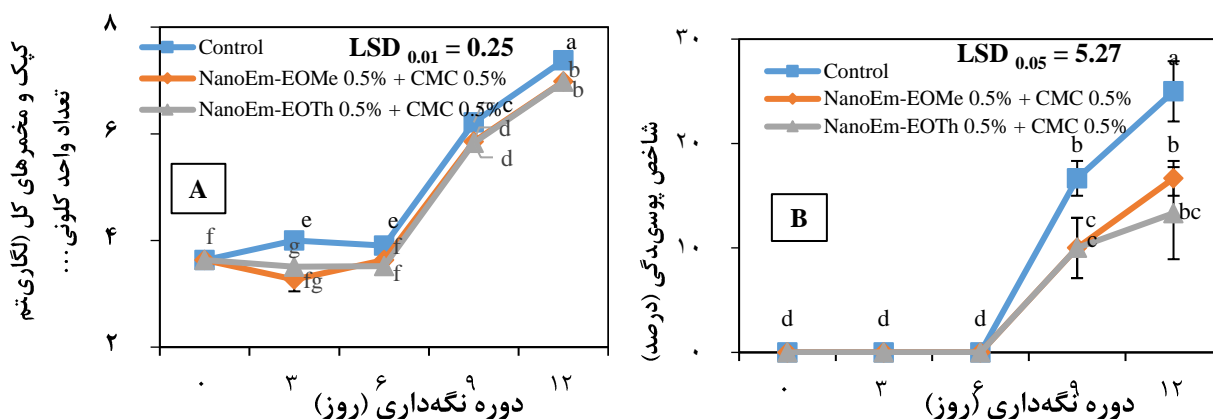 کپک و مخمرهای کل (لگاریتم
تعداد واحد کلونی...
۸
۶
۴
۲
Control
NanoEm-EOMe 0.5% + CMC 0.5%
NanoEm-EOTh 0.5% + CMC 0.5%
LSD 0.01 = 0.25
A
f
e
g
fg
e
f
f
c
d
d
a
b
b
۰ ۳ ۶ ۹ ۱۲
دوره نگه‌داری (روز)
شاخص پوسیدگی (درصد)
۳۰
۲۰
۱۰
۰
LSD 0.05 = 5.27
Control
NanoEm-EOMe 0.5% + CMC 0.5%
NanoEm-EOTh 0.5% + CMC 0.5%
B
d
d
d
b
c
c
a
b
bc
۰ ۳ ۶ ۹ ۱۲
دوره نگه‌داری (روز)